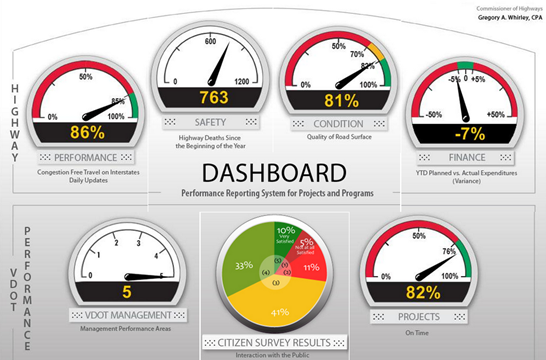 Commissioner of Highways
Gregory A. Whirley, CPA
HIGHWAY
0%
50%
85%
100%
86%
PERFORMANCE
Congestion Free Travel on Interstates
Daily Updates
0
600
1200
763
SAFETY
Highway Deaths Since
the Beginning of the Year
0%
50%
70%
82%
100%
81%
CONDITION
Quality of Road Surface
-50%
-5%
0
+5%
+50%
-7%
FINANCE
YTD Planned vs. Actual Expenditures
(Variance)
DASHBOARD
Performance Reporting System for Projects and Programs
VDOT PERFORMANCE
0
1
2
3
4
5
5
VDOT MANAGEMENT
Management Performance Areas
10%
Very
Satisfied
5%
Not at all
Satisfied
11%
41%
33%
(5)
(1)
(4)
(3)
CITIZEN SURVEY RESULTS
Interaction with the Public
0%
50%
76%
100%
82%
PROJECTS
On Time